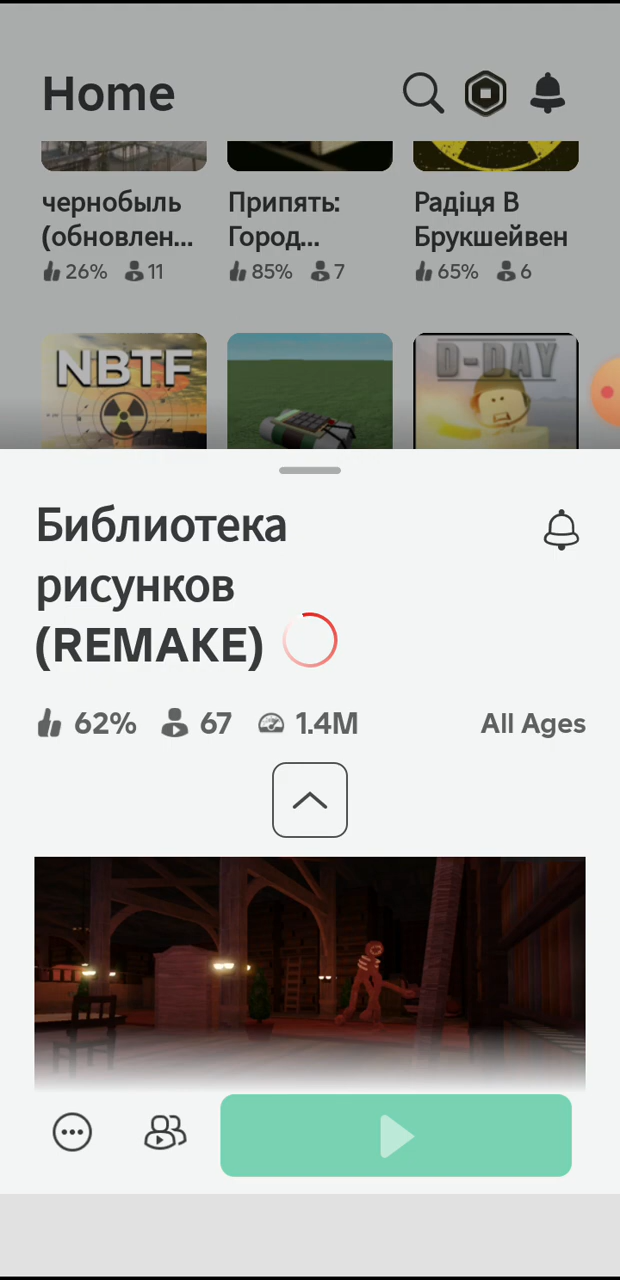 Home
чернобыль
(обновлен...
26% 11
Припять:
Город...
85% 7
Радіця В
Брукшейвен
65% 6
NBTF
D-DAY
Библиотека
рисунков
(REMAKE)
62% 67 1.4M All Ages